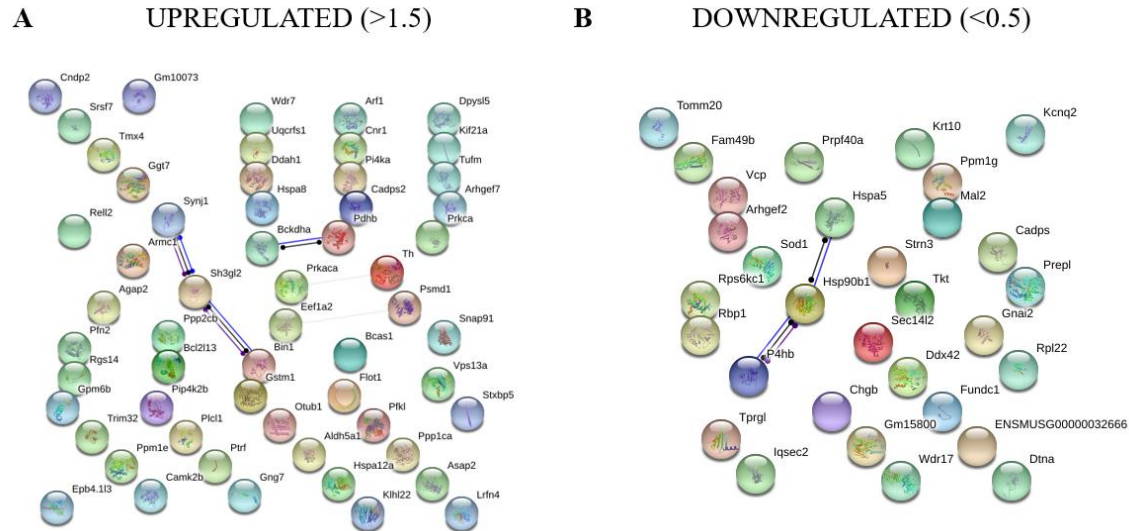 A UPREGULATED (>1.5)
Cndp2
Gm10073
Srsf7
Tmx4
Ggt7
Wdr7
Arf1
Dpysl5
Uqcrfs1
Cnr1
Kif21a
Ddah1
Pi4ka
Tufm
Hspa8
Cadps2
Arhgef7
Synj1
Rell2
Bckdha
Pdhb
Prkca
Armc1
Sh3gl2
Prkaca
Th
Agap2
Eef1a2
Psmd1
Pfn2
Ppp2cb
Bin1
Bcas1
Snap91
Rgs14
Bcl2l13
Gstm1
Flot1
Vps13a
Gpm6b
Pip4k2b
Stxbp5
Trim32
Plcl1
Otub1
Pfkl
Ppm1e
Ptrf
Aldh5a1
Ppp1ca
Epb4.1l3
Camk2b
Gng7
Hspa12a
Asap2
Klhl22
Lrfn4
B DOWNREGULATED (<0.5)
Tomm20
Kcnq2
Fam49b
Prpf40a
Krt10
Vcp
Ppm1g
Arhgef2
Hspa5
Mal2
Sod1
Strn3
Cadps
Rps6kc1
Hsp90b1
Tkt
Prepl
Rbp1
Sec14l2
Gnai2
P4hb
Ddx42
Rpl22
Chgb
Fundc1
Tprgl
Gm15800
ENSMUSG00000032666
Iqsec2
Wdr17
Dtna